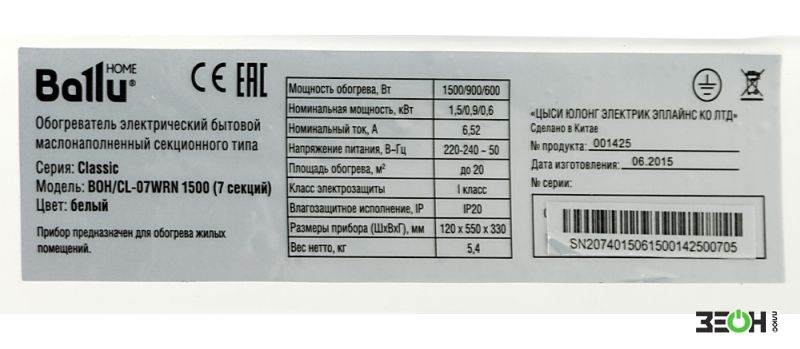 Ballu® HOME
CE EAC
Обогреватель электрический бытовой
маслонаполненный секционного типа
Серия: Classic
Модель: BOH/CL-07WRN 1500 (7 секций)
Цвет: белый
Прибор предназначен для обогрева жилых
помещений.
Мощность обогрева, Вт 1500/900/600
Номинальная мощность, кВт 1,5/0,9/0,6
Номинальный ток, А 6,52
Напряжение питания, В~Гц 220-240 ~ 50
Площадь обогрева, м² до 20
Класс электрозащиты I класс
Влагозащитное исполнение, IP IP20
Размеры прибора (ШхВхГ), мм 120 x 550 x 330
Вес нетто, кг 5,4
«ЦЫСИ ЮЛОНГ ЭЛЕКТРИК ЭПЛАЙНС КО ЛТД»
Сделано в Китае
№ продукта: 001425
Дата изготовления: 06.2015
№ серии:
SN2074015061500142500705
ЗЕОН ПЛЮС